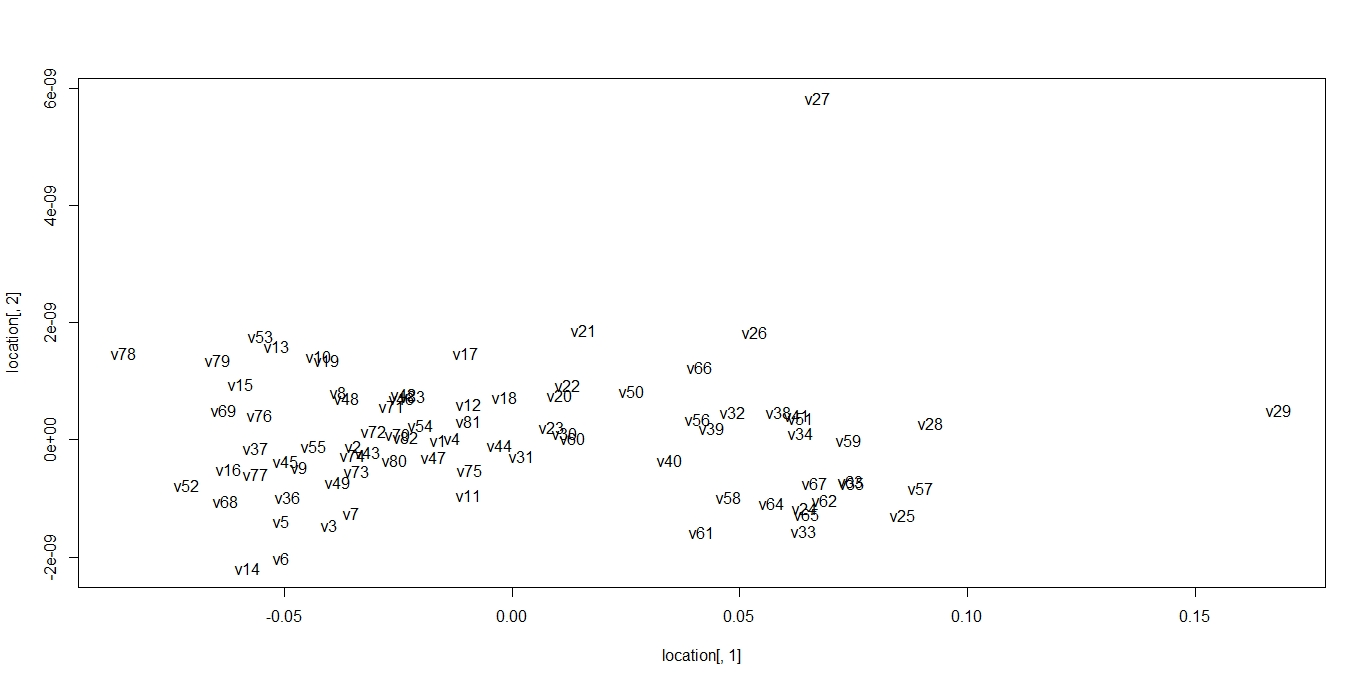 6e-09
v27
4e-09
2e-09
v21
v26
v53
v13
v78
v79
v10
v19
v17
v66
v15
v22
v8
v48
v18
v20
v50
v71
v12
v69
v76
v32
v38
v41
v51
v29
v56
v39
v34
v28
v81
v54
v72
v23
v30
v60
v59
0e+00
v70
v82
v1
v4
v44
v31
v37
v55
v2
v74
v43
v47
v80
v40
v45
v9
v16
v77
v73
v75
v49
v52
v67
v57
v68
v36
v11
v58
v64
v62
v24
v65
v25
v7
v5
v3
v61
v33
v6
v14
-2e-09
-0.05
0.00
0.05
0.10
0.15
location[, 1]
location[, 2]